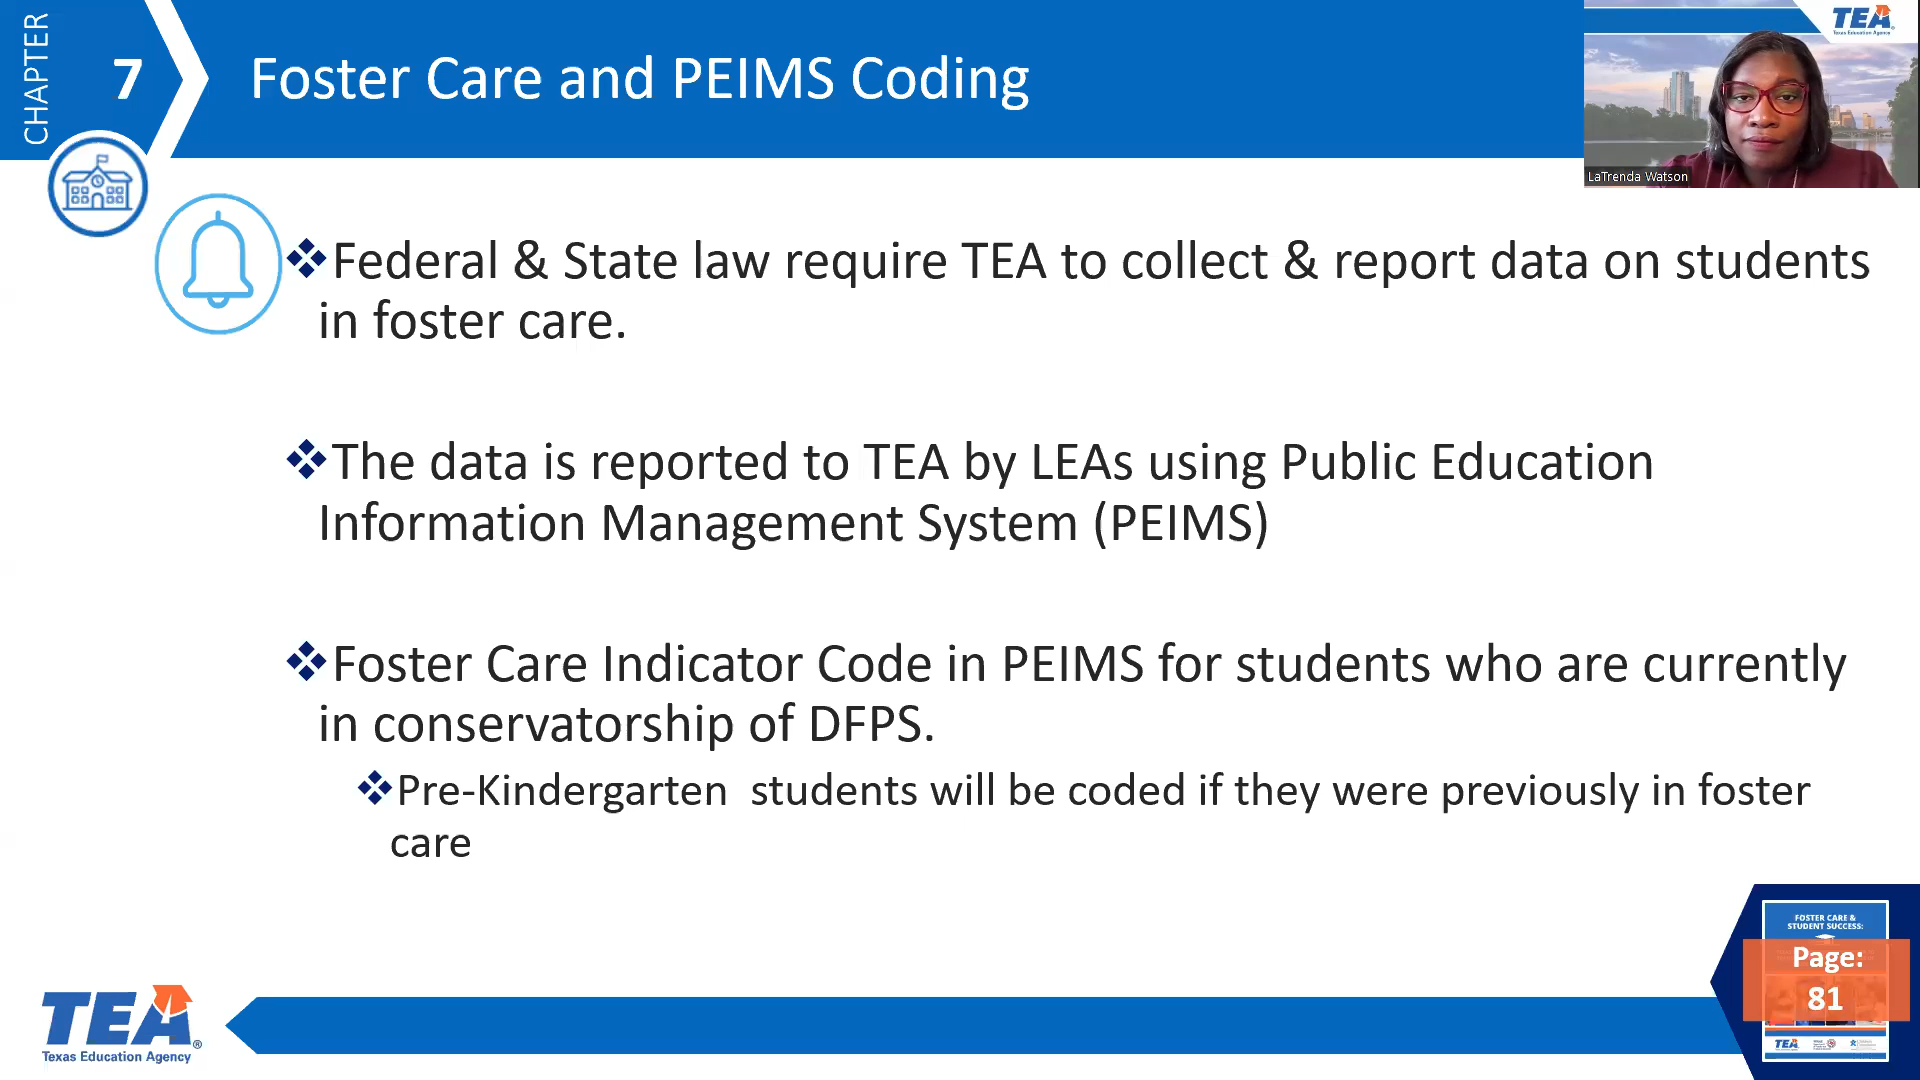 CHAPTER
7
Foster Care and PEIMS Coding
TEA
Texas Education Agency
LaTrenda Watson
❖Federal & State law require TEA to collect & report data on students
in foster care.
❖The data is reported to TEA by LEAs using Public Education
Information Management System (PEIMS)
❖Foster Care Indicator Code in PEIMS for students who are currently
in conservatorship of DFPS.
❖Pre-Kindergarten  students will be coded if they were previously in foster
care
FOSTER CARE &
STUDENT SUCCESS:
Page:
81
TEA
TEA®
Texas Education Agency